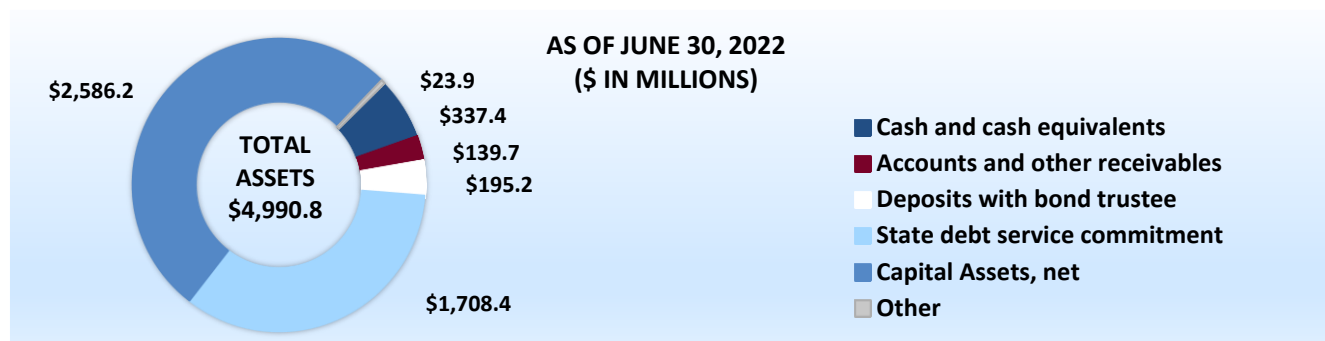 AS OF JUNE 30, 2022
($ IN MILLIONS)
$2,586.2
$23.9
$337.4
$139.7
$195.2
$1,708.4
TOTAL
ASSETS
$4,990.8
Cash and cash equivalents
Accounts and other receivables
Deposits with bond trustee
State debt service commitment
Capital Assets, net
Other